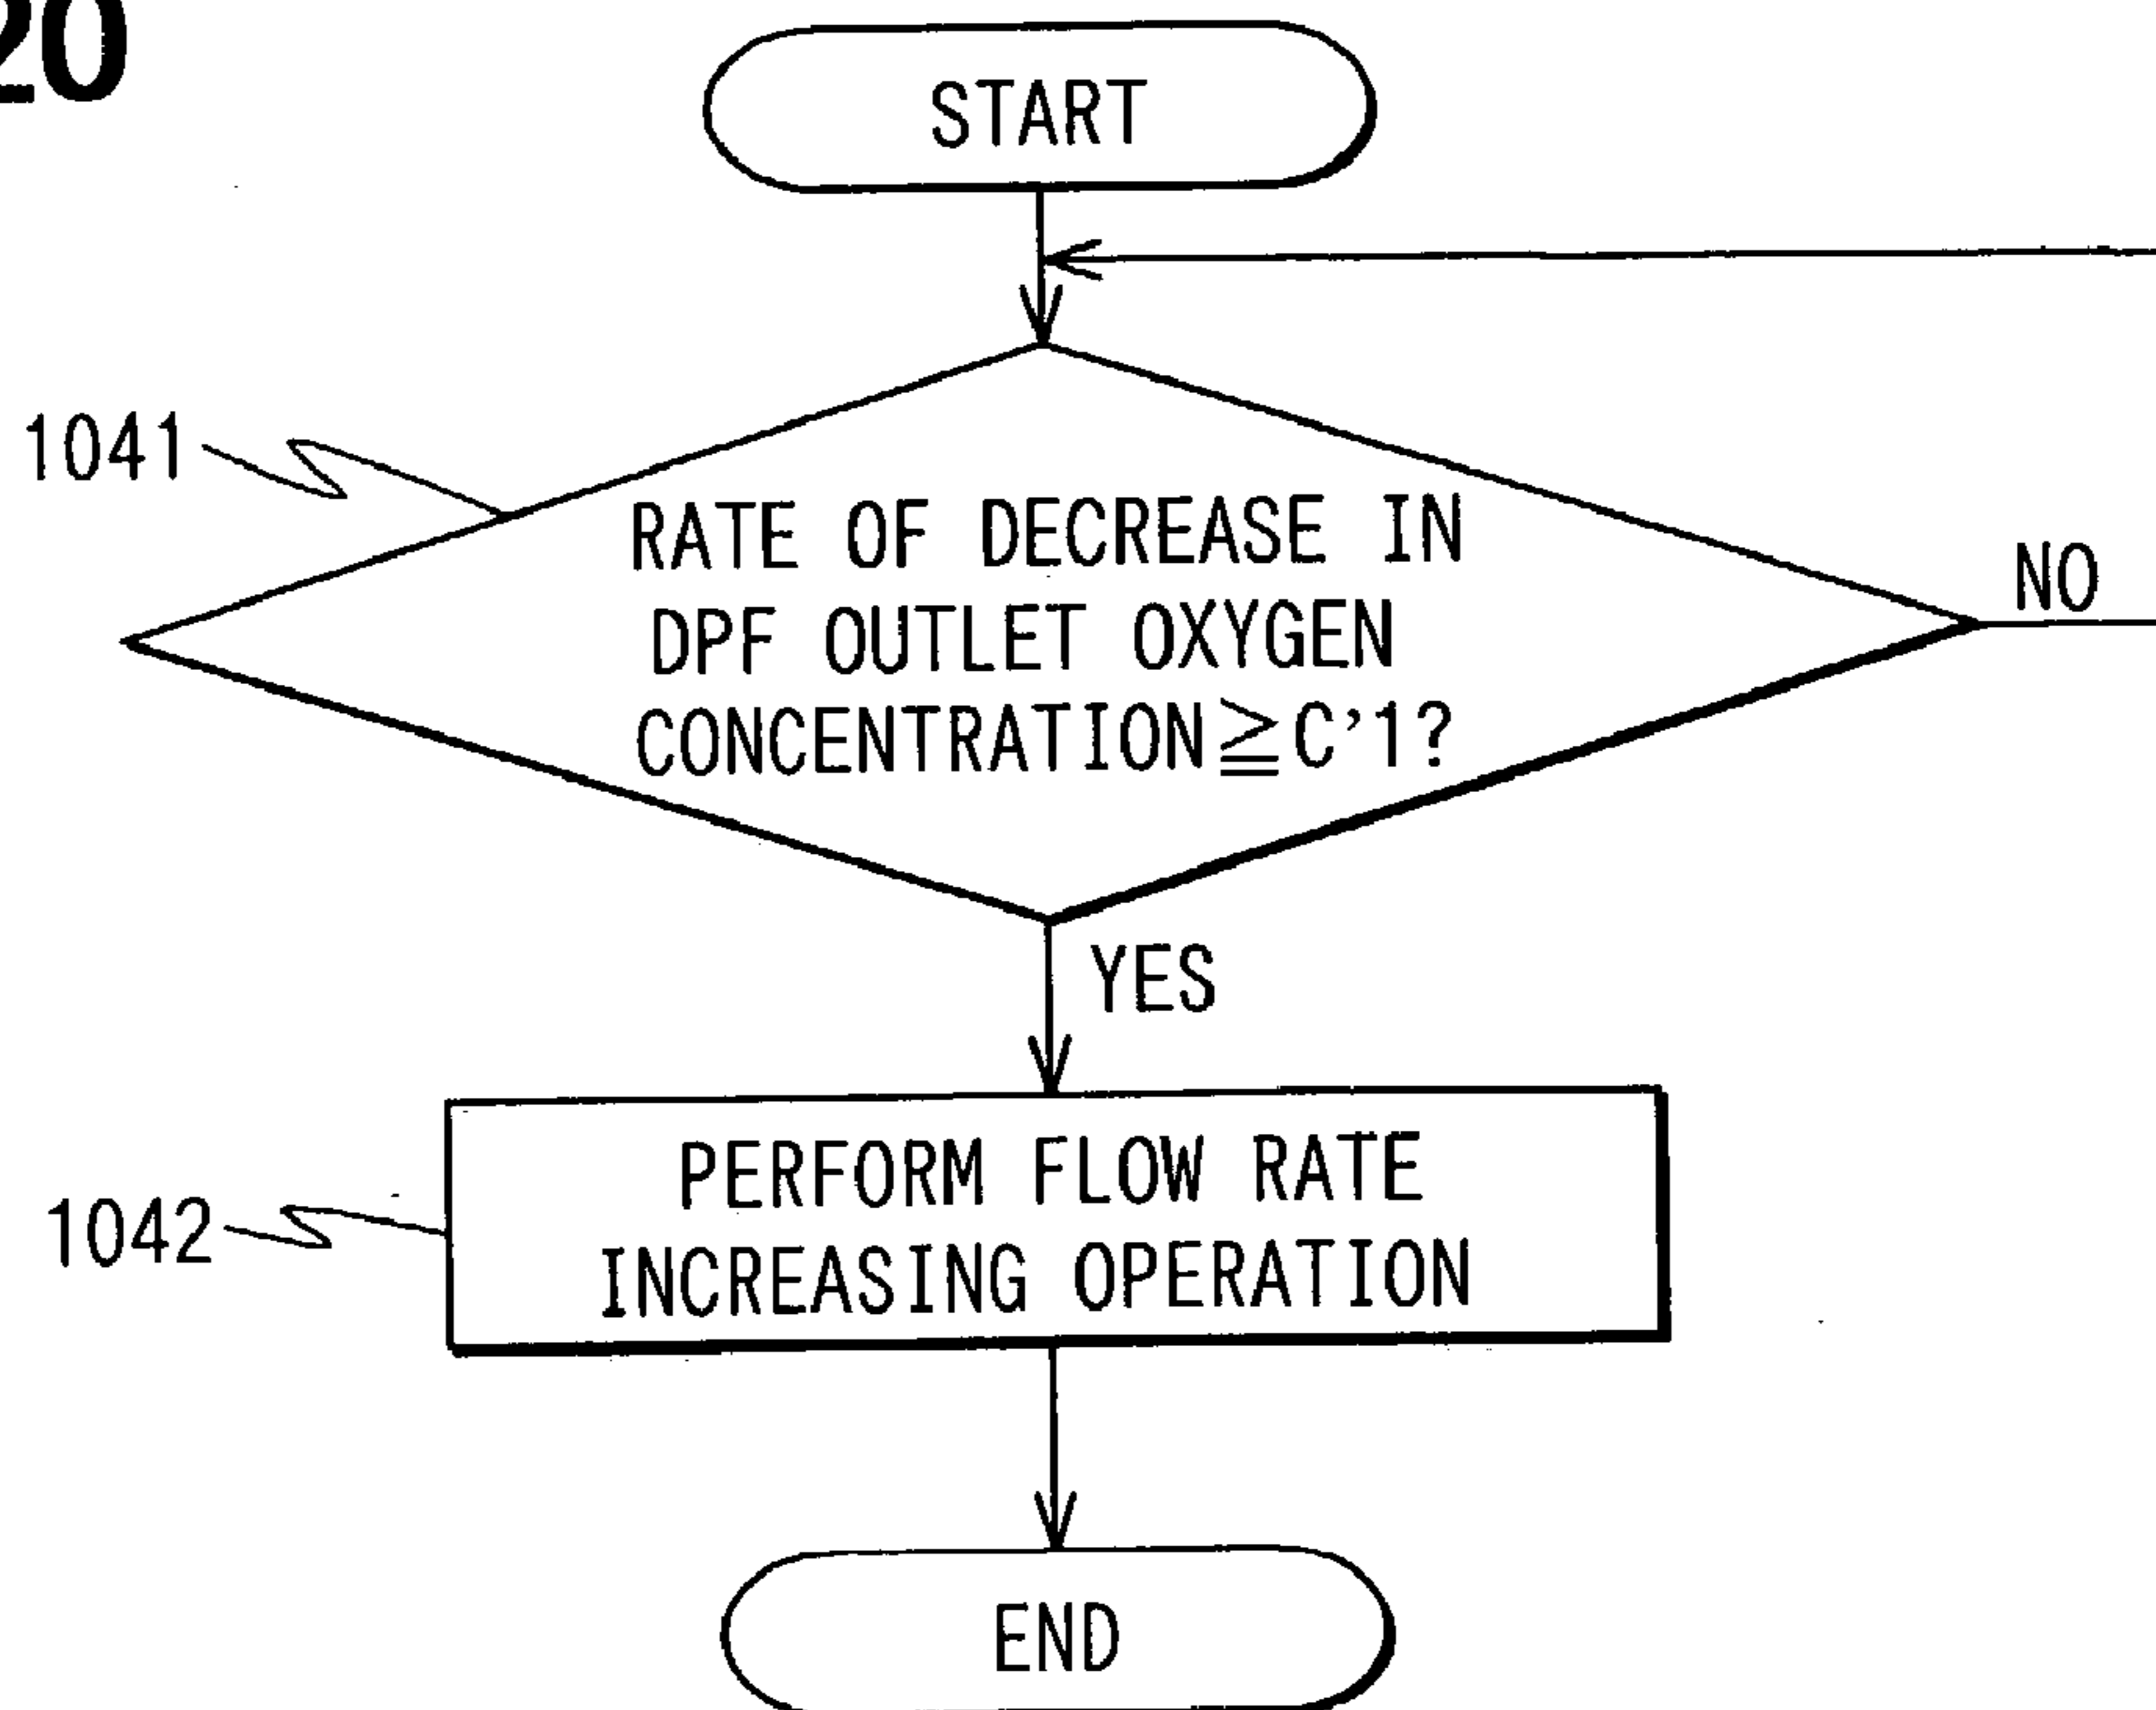 20
START
1041
RATE OF DECREASE IN
DPF OUTLET OXYGEN
CONCENTRATION≧C'1?
NO
YES
PERFORM FLOW RATE
INCREASING OPERATION
1042
END